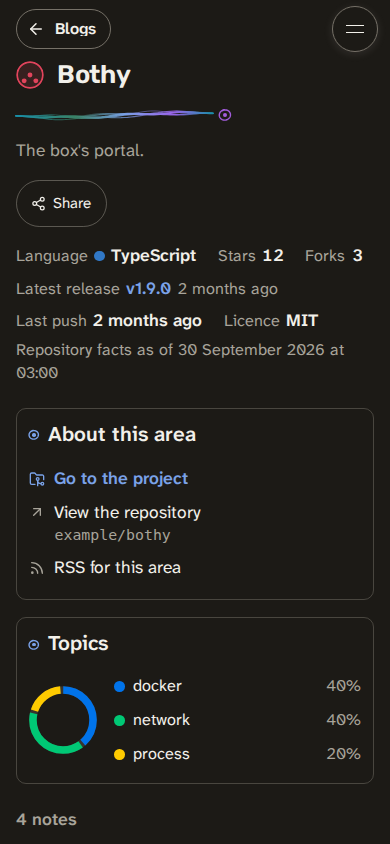 Blogs
Bothy
The box's portal.
Share
Language TypeScript Stars 12 Forks 3
Latest release v1.9.0 2 months ago
Last push 2 months ago Licence MIT
Repository facts as of 30 September 2026 at
03:00
About this area
Go to the project
View the repository
example/bothy
RSS for this area
Topics
docker 40%
network 40%
process 20%
4 notes